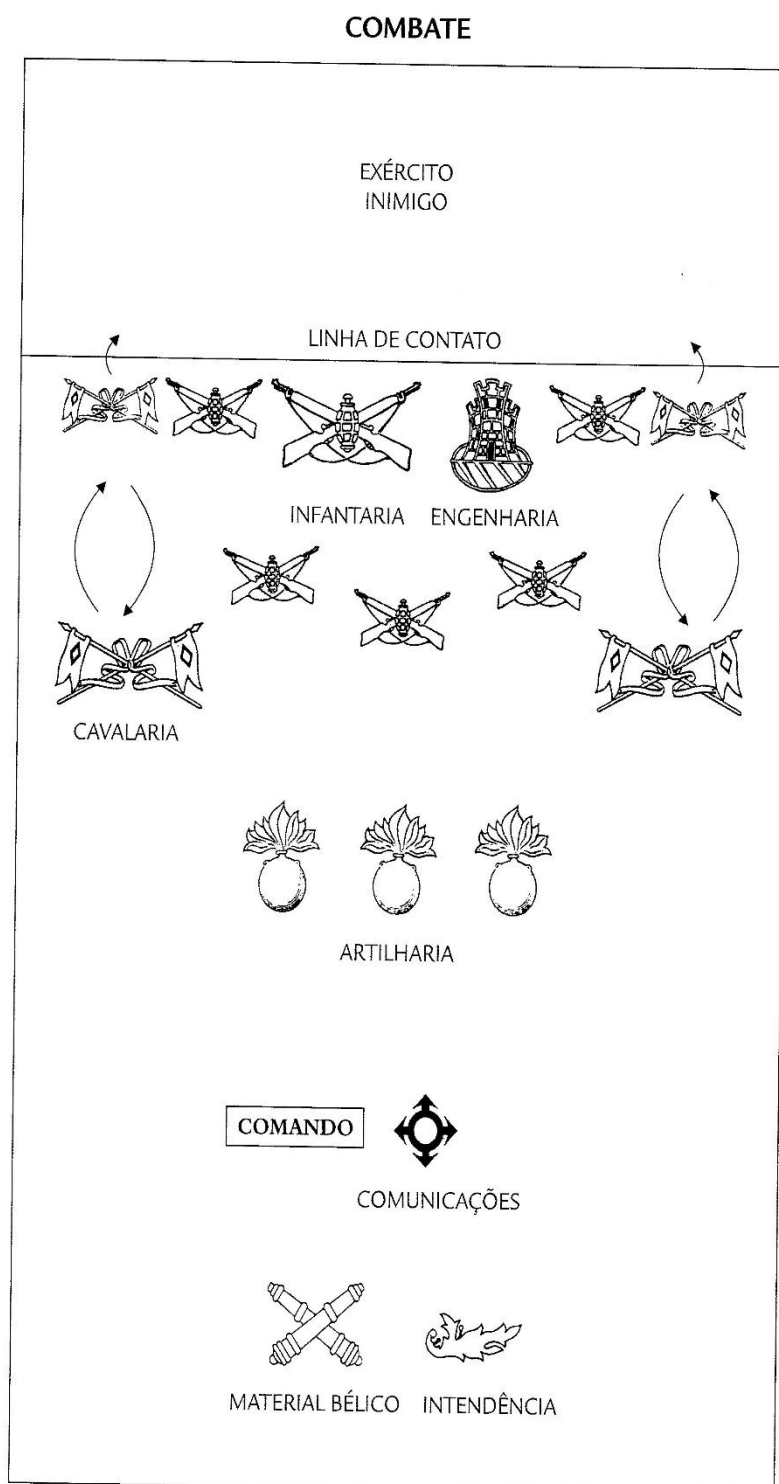 COMBATE
EXÉRCITO
INIMIGO
LINHA DE CONTATO
INFANTARIA ENGENHARIA
CAVALARIA
ARTILHARIA
COMANDO
COMUNICAÇÕES
MATERIAL BÉLICO INTENDÊNCIA